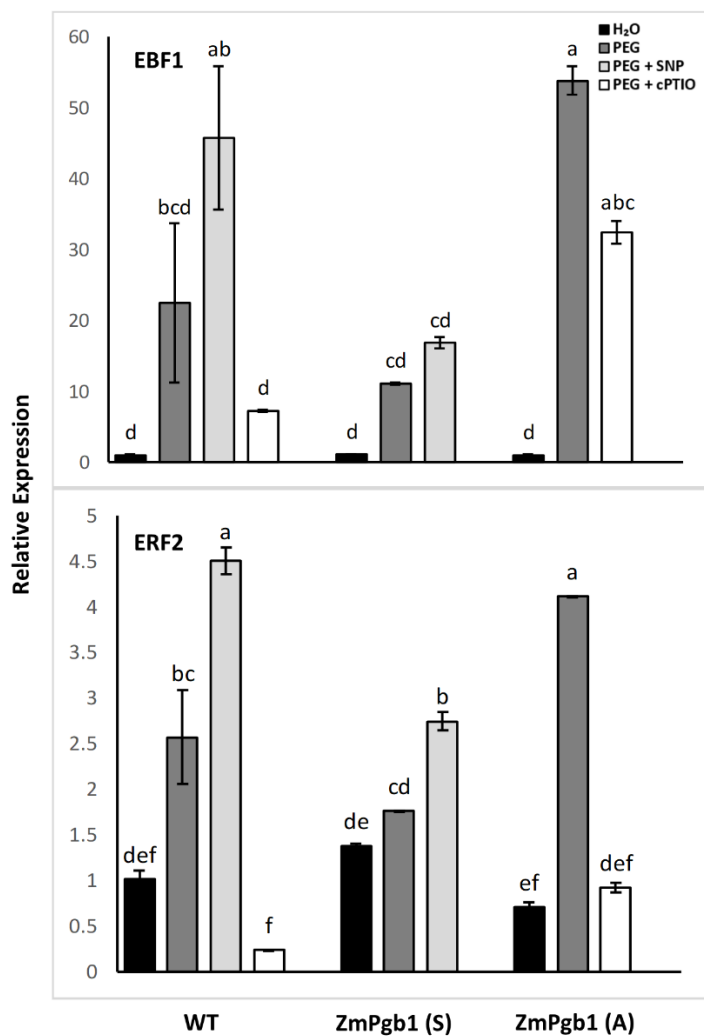 H₂O
PEG
PEG + SNP
PEG + cPTIO
EBF1
60
50
40
30
20
10
0
d
bcd
ab
d
d
cd
cd
d
a
abc
Relative Expression
ERF2
5
4.5
4
3.5
3
2.5
2
1.5
1
0.5
0
def
bc
a
f
de
cd
b
ef
a
def
WT
ZmPgb1 (S)
ZmPgb1 (A)